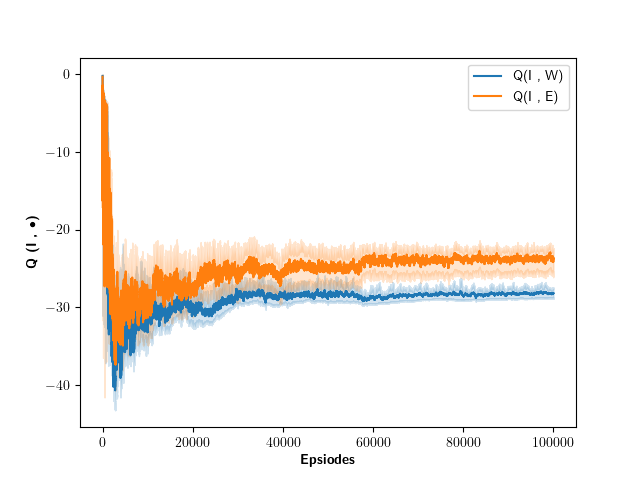 Q(I , W)
Q(I , E)
0
−10
−20
−30
−40
Q (I , •)
0
20000
40000
60000
80000
100000
Epsiodes